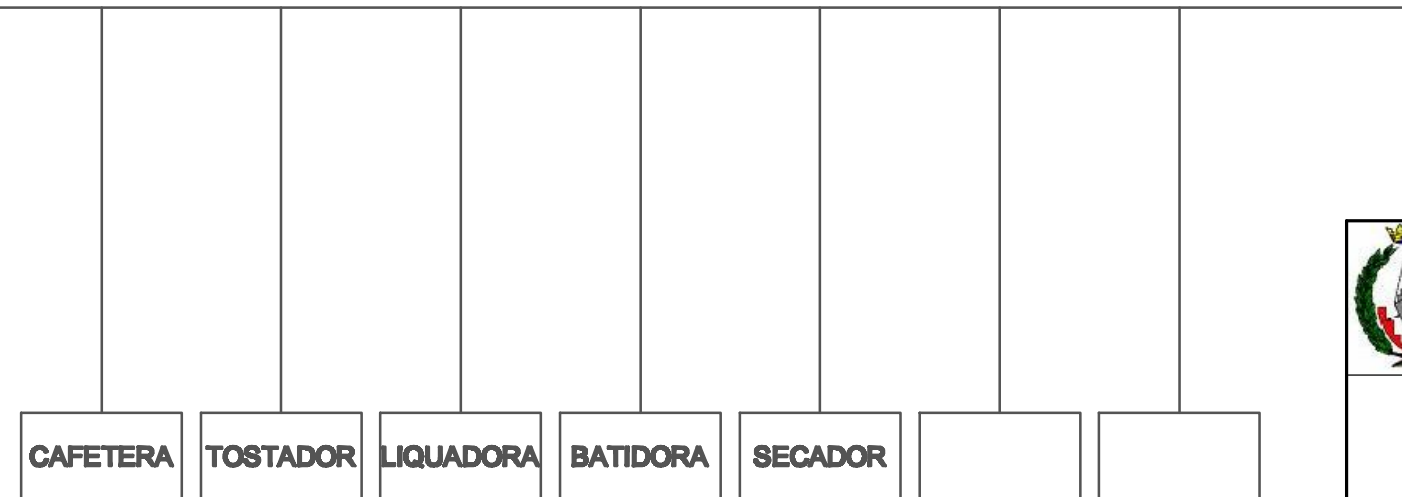 CAFETERA
TOSTADOR
LIQUADORA
BATIDORA
SECADOR